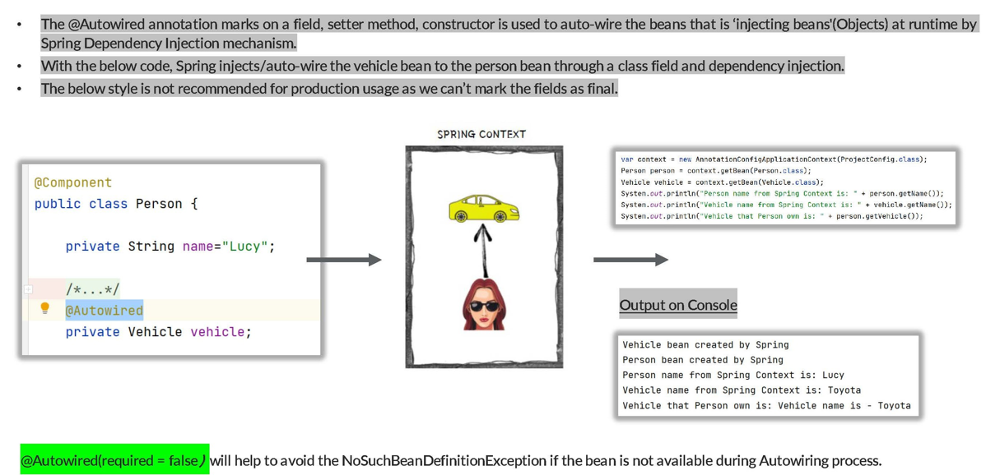 • The @Autowired annotation marks on a field, setter method, constructor is used to auto-wire the beans that is ‘injecting beans'(Objects) at runtime by
Spring Dependency Injection mechanism.
• With the below code, Spring injects/auto-wire the vehicle bean to the person bean through a class field and dependency injection.
• The below style is not recommended for production usage as we can’t mark the fields as final.
@Component
public class Person {
private String name="Lucy";
/*...*/
@Autowired
private Vehicle vehicle;
SPRING CONTEXT
var context = new AnnotationConfigApplicationContext(ProjectConfig.class);
Person person = context.getBean(Person.class);
Vehicle vehicle = context.getBean(Vehicle.class);
System.out.println("Person name from Spring Context is: " + person.getName());
System.out.println("Vehicle name from Spring Context is: " + vehicle.getName());
System.out.println("Vehicle that Person own is: " + person.getVehicle());
Output on Console
Vehicle bean created by Spring
Person bean created by Spring
Person name from Spring Context is: Lucy
Vehicle name from Spring Context is: Toyota
Vehicle that Person own is: Vehicle name is - Toyota
@Autowired(required = false) will help to avoid the NoSuchBeanDefinitionException if the bean is not available during Autowiring process.